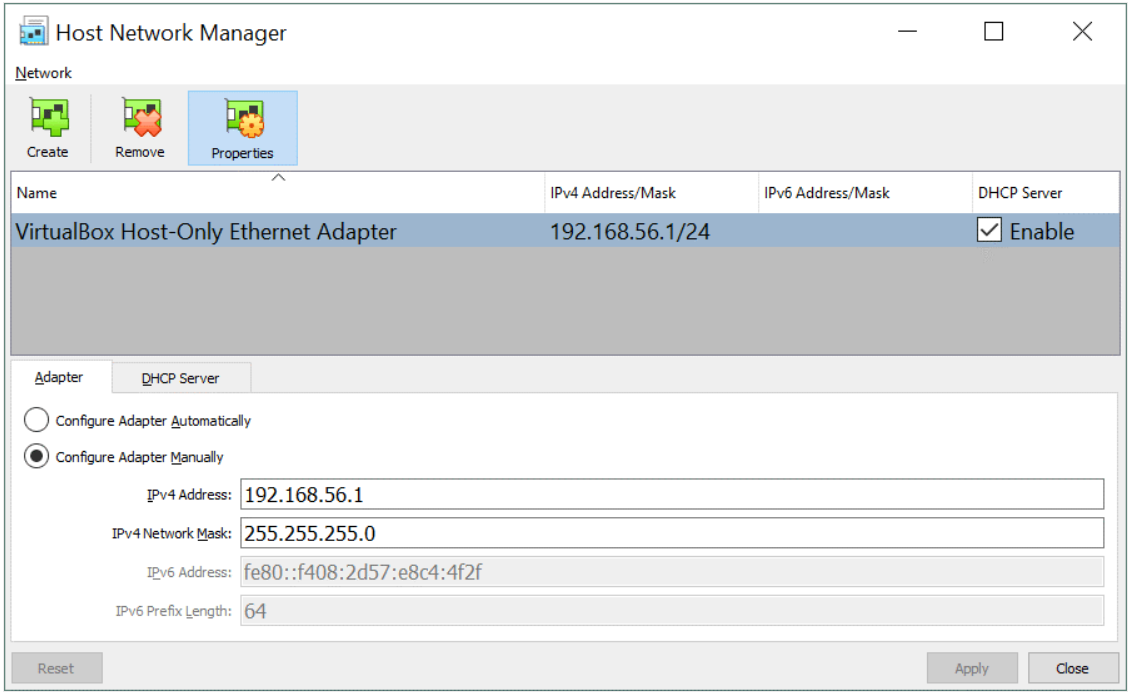 Host Network Manager
Network
Create Remove Properties
Name IPv4 Address/Mask IPv6 Address/Mask DHCP Server
VirtualBox Host-Only Ethernet Adapter 192.168.56.1/24 Enable
Adapter DHCP Server
Configure Adapter Automatically
Configure Adapter Manually
IPv4 Address: 192.168.56.1
IPv4 Network Mask: 255.255.255.0
IPv6 Address: fe80::f408:2d57:e8c4:4f2f
IPv6 Prefix Length: 64
Reset Apply Close